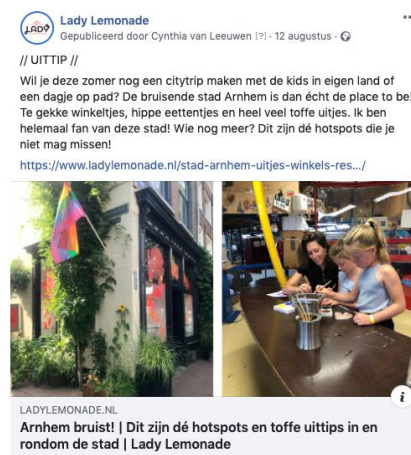 LADY
Lady Lemonade
Gepubliceerd door Cynthia van Leeuwen [?] · 12 augustus ·
// UITTIP //
Wil je deze zomer nog een citytrip maken met de kids in eigen land of
een dagje op pad? De bruisende stad Arnhem is dan écht de place to be!
Te gekke winkeltjes, hippe eettentjes en heel veel toffe uitjes. Ik ben
helemaal fan van deze stad! Wie nog meer? Dit zijn dé hotspots die je
niet mag missen!
https://www.ladylemonade.nl/stad-arnhem-uitjes-winkels-res.../
LADYLEMONADE.NL
Arnhem bruist! | Dit zijn dé hotspots en toffe uittips in en
rondom de stad | Lady Lemonade